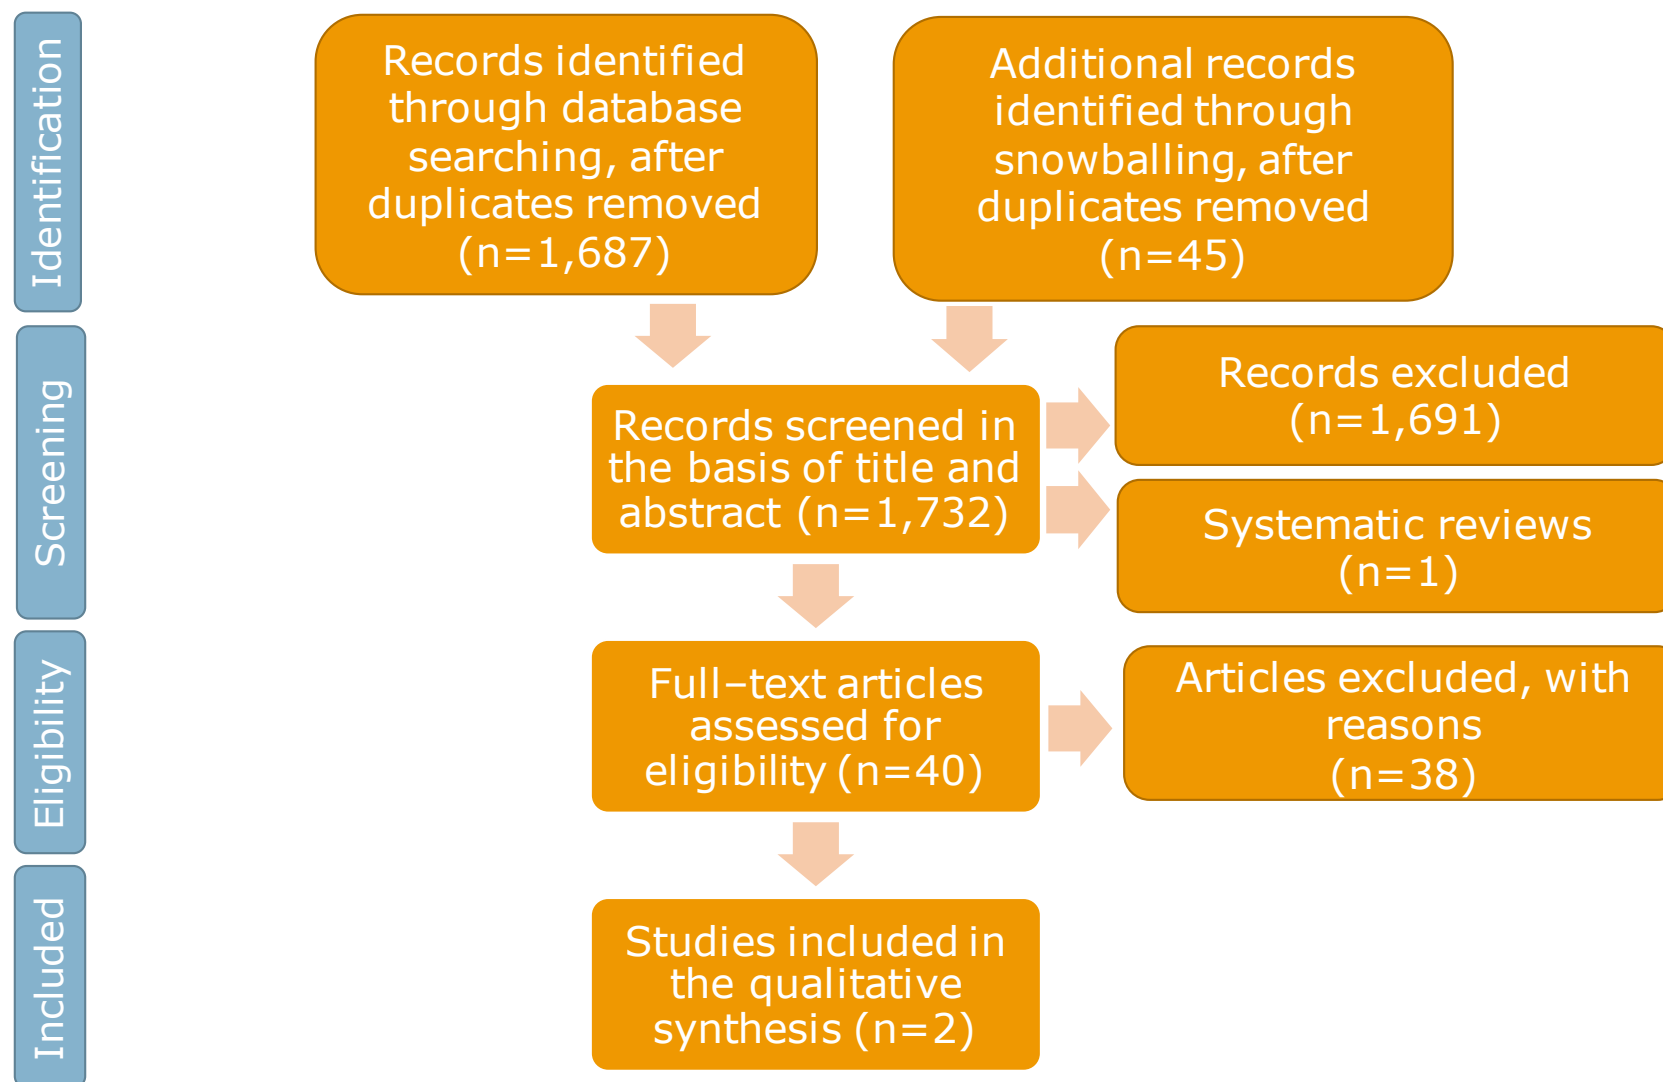 Identification
Records identified
through database
searching, after
duplicates removed
(n=1,687)
Additional records
identified through
snowballing, after
duplicates removed
(n=45)
Screening
Records screened in
the basis of title and
abstract (n=1,732)
Records excluded
(n=1,691)
Systematic reviews
(n=1)
Eligibility
Full–text articles
assessed for
eligibility (n=40)
Articles excluded, with
reasons
(n=38)
Included
Studies included in
the qualitative
synthesis (n=2)